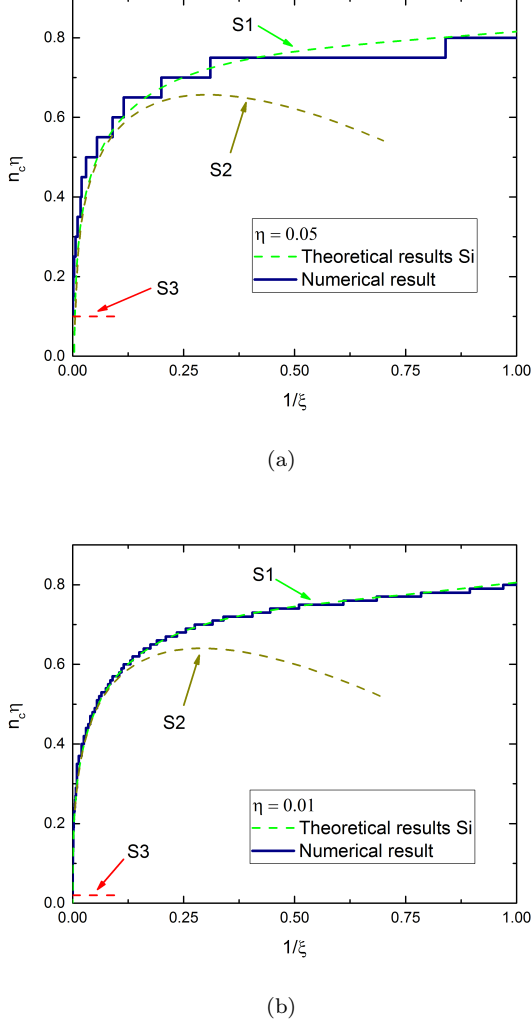 S1
0.8
0.6
S2
n_cη
0.4
η = 0.05
Theoretical results Si
Numerical result
0.2
S3
0.0
0.00 0.25 0.50 0.75 1.00
1/ξ
(a)
S1
0.8
0.6
S2
n_cη
0.4
η = 0.01
Theoretical results Si
Numerical result
0.2
S3
0.0
0.00 0.25 0.50 0.75 1.00
1/ξ
(b)